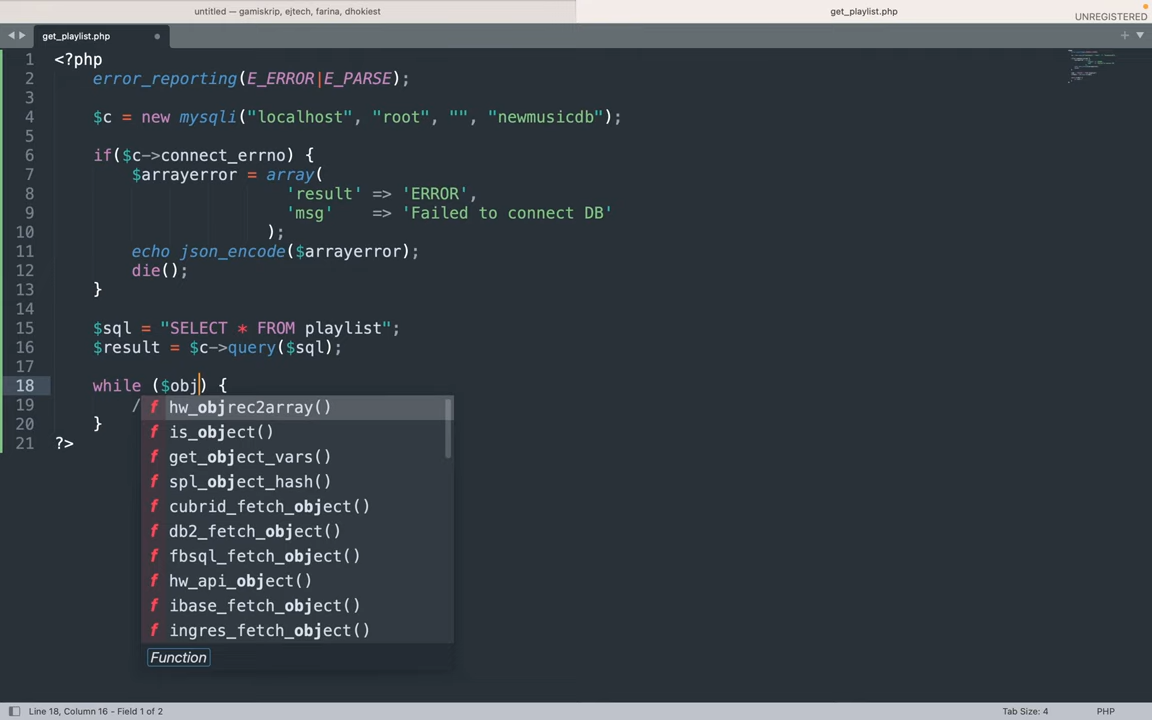 untitled — gamiskrip, ejtech, farina, dhokiest
get_playlist.php
UNREGISTERED
get_playlist.php
1 <?php
2 error_reporting(E_ERROR|E_PARSE);
3
4 $c = new mysqli("localhost", "root", "", "newmusicdb");
5
6 if($c->connect_errno) {
7 $arrayerror = array(
8 'result' => 'ERROR',
9 'msg'    => 'Failed to connect DB'
10 );
11 echo json_encode($arrayerror);
12 die();
13 }
14
15 $sql = "SELECT * FROM playlist";
16 $result = $c->query($sql);
17
18 while ($obj) {
19 /
20 }
21 ?>
f hw_objrec2array()
f is_object()
f get_object_vars()
f spl_object_hash()
f cubrid_fetch_object()
f db2_fetch_object()
f fbsql_fetch_object()
f hw_api_object()
f ibase_fetch_object()
f ingres_fetch_object()
Function
Line 18, Column 16 - Field 1 of 2
Tab Size: 4
PHP